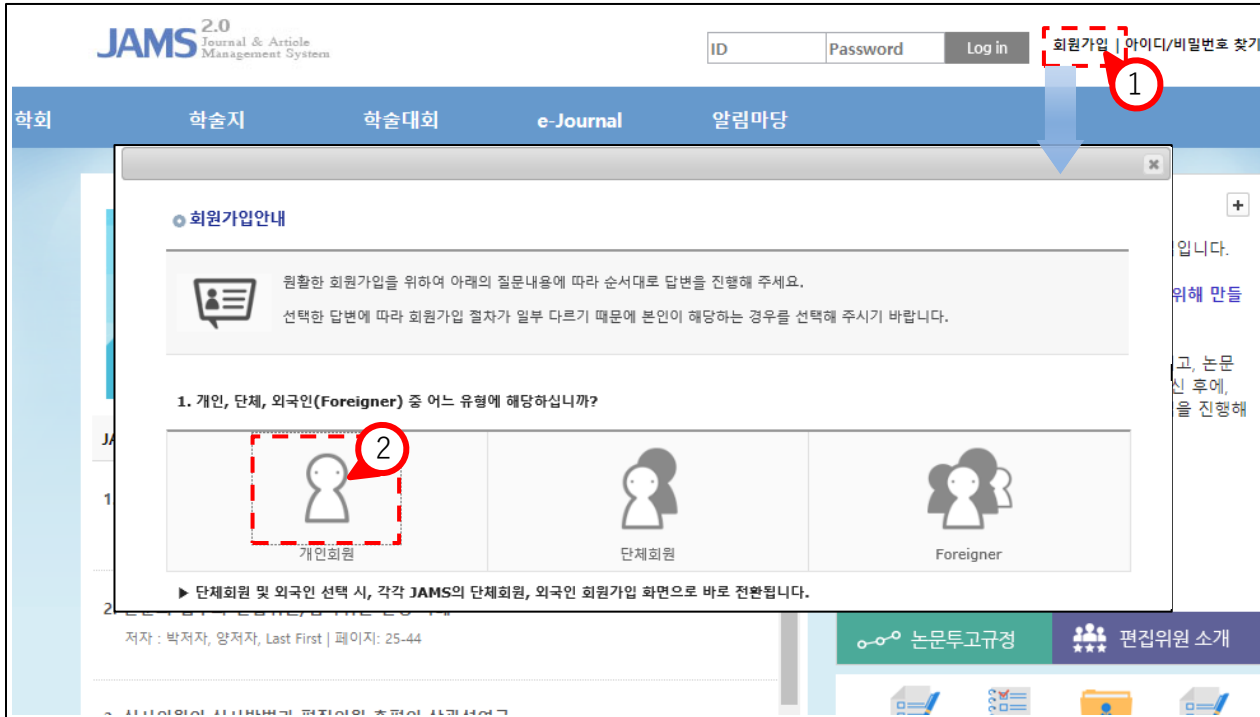 JAMS 2.0
Journal & Article
Management System
ID
Password
Log in
회원가입 | 아이디/비밀번호 찾기
1
학회
학술지
학술대회
e-Journal
알림마당
회원가입안내
원활한 회원가입을 위하여 아래의 질문내용에 따라 순서대로 답변을 진행해 주세요.
선택한 답변에 따라 회원가입 절차가 일부 다르기 때문에 본인이 해당하는 경우를 선택해 주시기 바랍니다.
입니다.
위해 만들
고, 논문
신 후에,
을 진행해
1. 개인, 단체, 외국인(Foreigner) 중 어느 유형에 해당하십니까?
2
개인회원
단체회원
Foreigner
▶ 단체회원 및 외국인 선택 시, 각각 JAMS의 단체회원, 외국인 회원가입 화면으로 바로 전환됩니다.
JA
1.
2.
저자 : 박저자, 양저자, Last First | 페이지: 25-44
논문투고규정
편집위원 소개